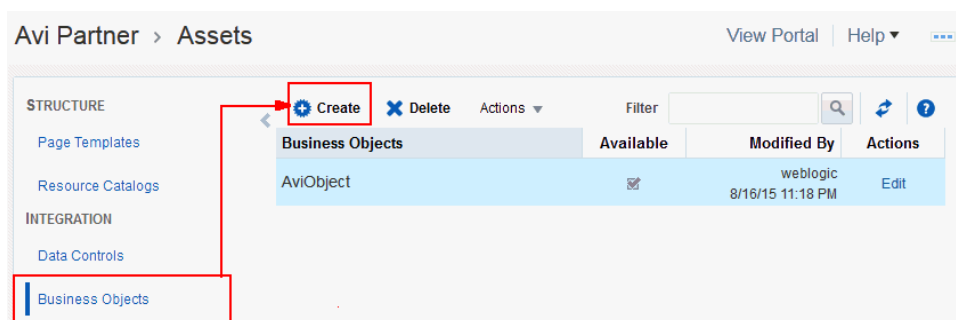 Avi Partner > Assets
View Portal
Help
STRUCTURE
Page Templates
Resource Catalogs
INTEGRATION
Data Controls
Business Objects
Create
Delete
Actions
Filter
Business Objects Available Modified By Actions
AviObject weblogic Edit
8/16/15 11:18 PM